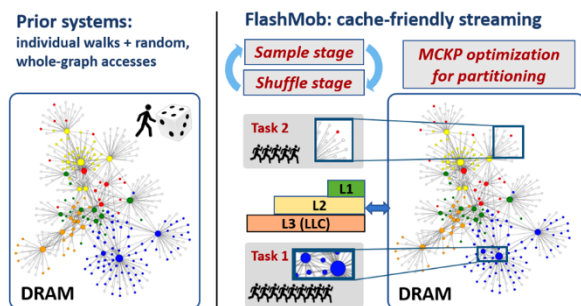 Prior systems:
individual walks + random,
whole-graph accesses
DRAM
FlashMob: cache-friendly streaming
Sample stage
Shuffle stage
MCKP optimization
for partitioning
Task 2
L1
L2
L3 (LLC)
Task 1
DRAM